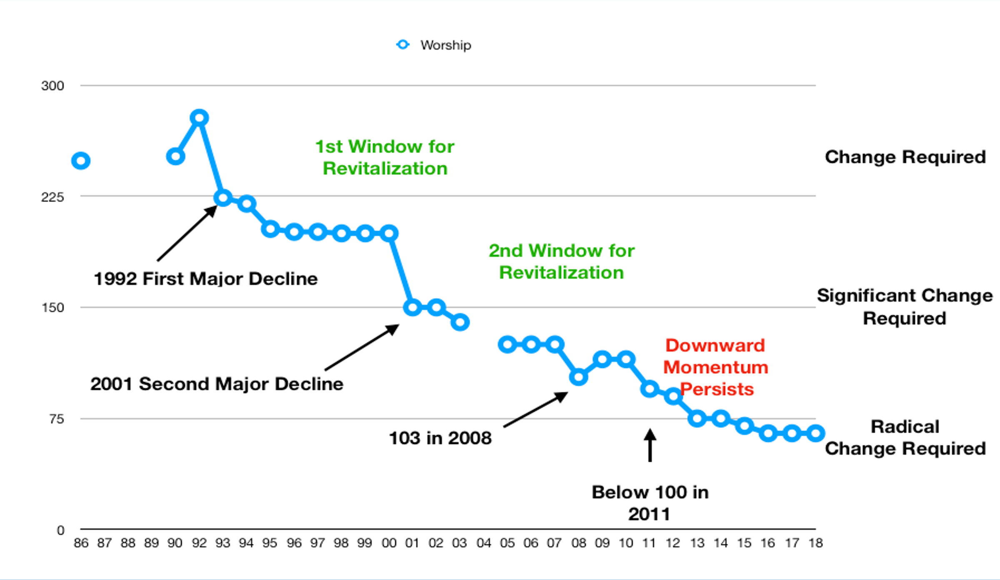 Worship
300
1st Window for
Revitalization
Change Required
225
2nd Window for
Revitalization
1992 First Major Decline
Significant Change
Required
150
Downward
Momentum
Persists
2001 Second Major Decline
75
Radical
Change Required
103 in 2008
Below 100 in
2011
0
86 87 88 89 90 92 93 94 95 96 97 98 99 00 01 02 03 04 05 06 07 08 09 10 11 12 13 14 15 16 17 18